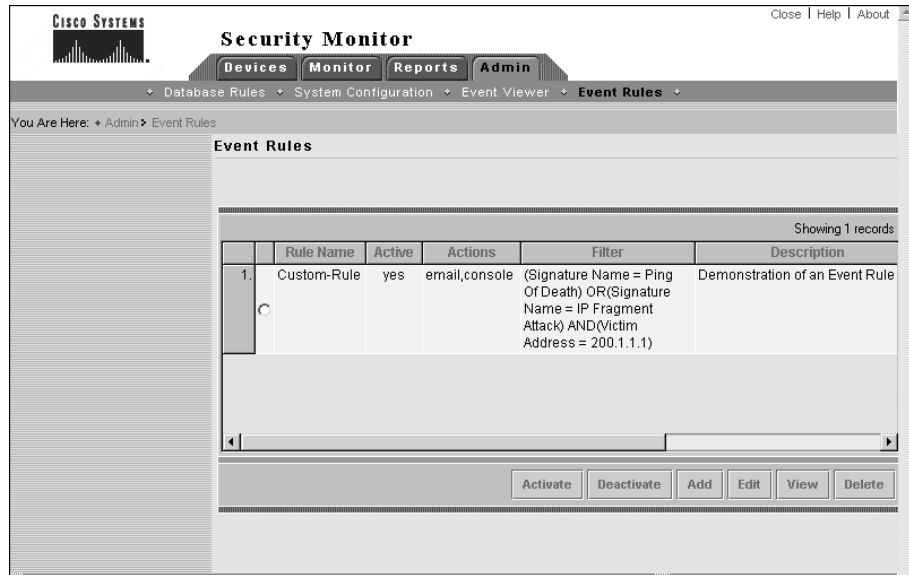 Close | Help | About
CISCO SYSTEMS
Security Monitor
Devices Monitor Reports Admin
Database Rules System Configuration Event Viewer Event Rules
You Are Here: Admin > Event Rules
Event Rules
Showing 1 records
Rule Name Active Actions Filter Description
1. Custom-Rule yes email,console (Signature Name = Ping Demonstration of an Event Rule
Of Death) OR(Signature
Name = IP Fragment
Attack) AND(Victim
Address = 200.1.1.1)
Activate Deactivate Add Edit View Delete